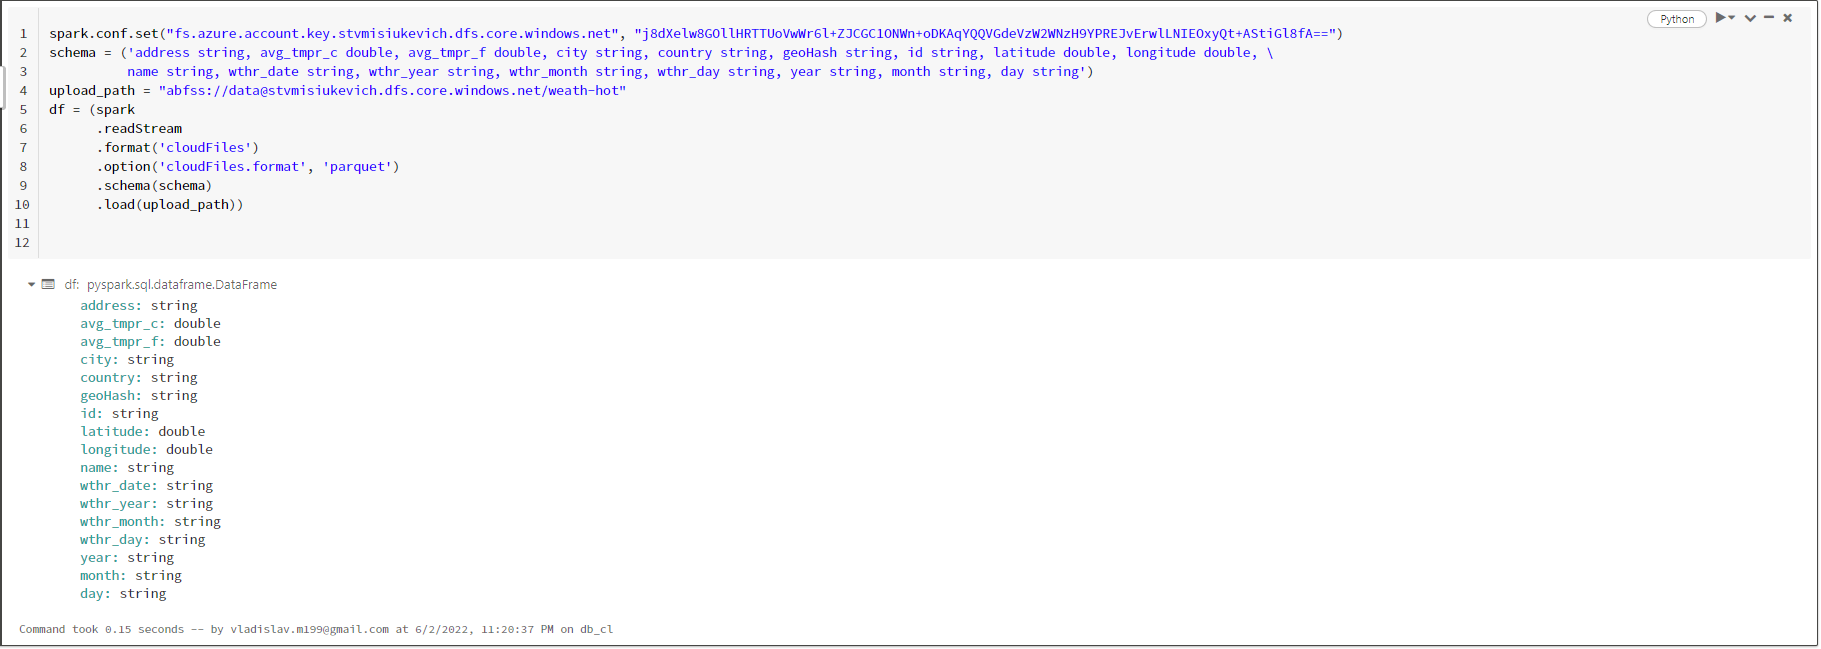 Python
1 spark.conf.set("fs.azure.account.key.stvmisiukevich.dfs.core.windows.net", "")
2 schema = ('address string, avg_tmpr_c double, avg_tmpr_f double, city string, country string, geoHash string, id string, latitude double, longitude double, \
3 name string, wthr_date string, wthr_year string, wthr_month string, wthr_day string, year string, month string, day string')
4 upload_path = "abfss://data@stvmisiukevich.dfs.core.windows.net/weath-hot"
5 df = (spark
6 .readStream
7 .format('cloudFiles')
8 .option('cloudFiles.format', 'parquet')
9 .schema(schema)
10 .load(upload_path))
11
12
df: pyspark.sql.dataframe.DataFrame
address: string
avg_tmpr_c: double
avg_tmpr_f: double
city: string
country: string
geoHash: string
id: string
latitude: double
longitude: double
name: string
wthr_date: string
wthr_year: string
wthr_month: string
wthr_day: string
year: string
month: string
day: string
Command took 0.15 seconds -- by vladislav.m199@gmail.com at 6/2/2022, 11:20:37 PM on db_cl